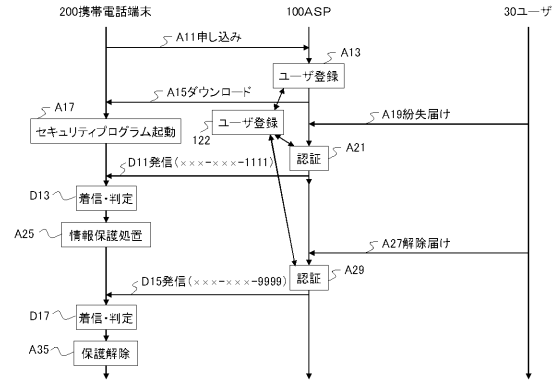 200携帯電話端末
100ASP
30ユーザ
A11申し込み
A13
ユーザ登録
A15ダウンロード
A17
セキュリティプログラム起動
ユーザ登録
122
A19紛失届け
A21
認証
D11発信(×××-×××-1111)
D13
着信・判定
A25
情報保護処置
A27解除届け
A29
認証
D15発信(×××-×××-9999)
D17
着信・判定
A35
保護解除